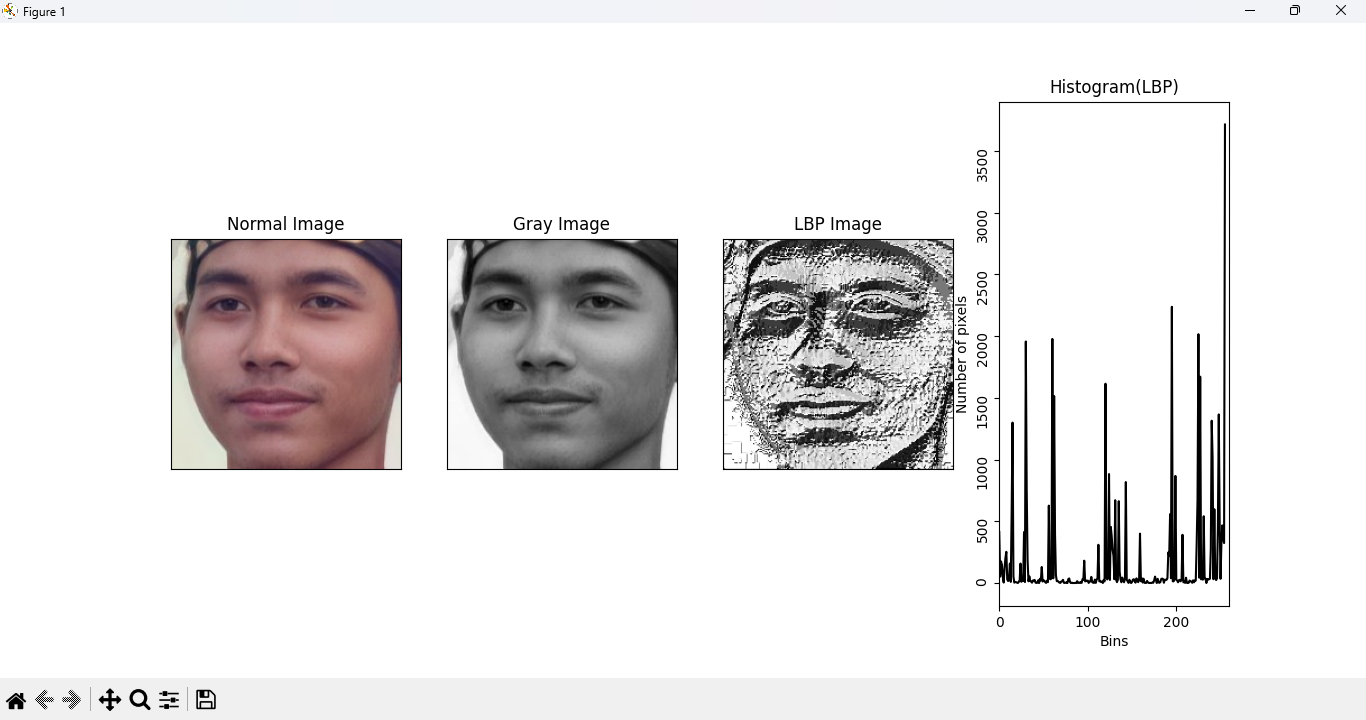 Figure 1
Normal Image
Gray Image
LBP Image
Histogram(LBP)
Number of pixels
3500
3000
2500
2000
1500
1000
500
0
0 100 200
Bins